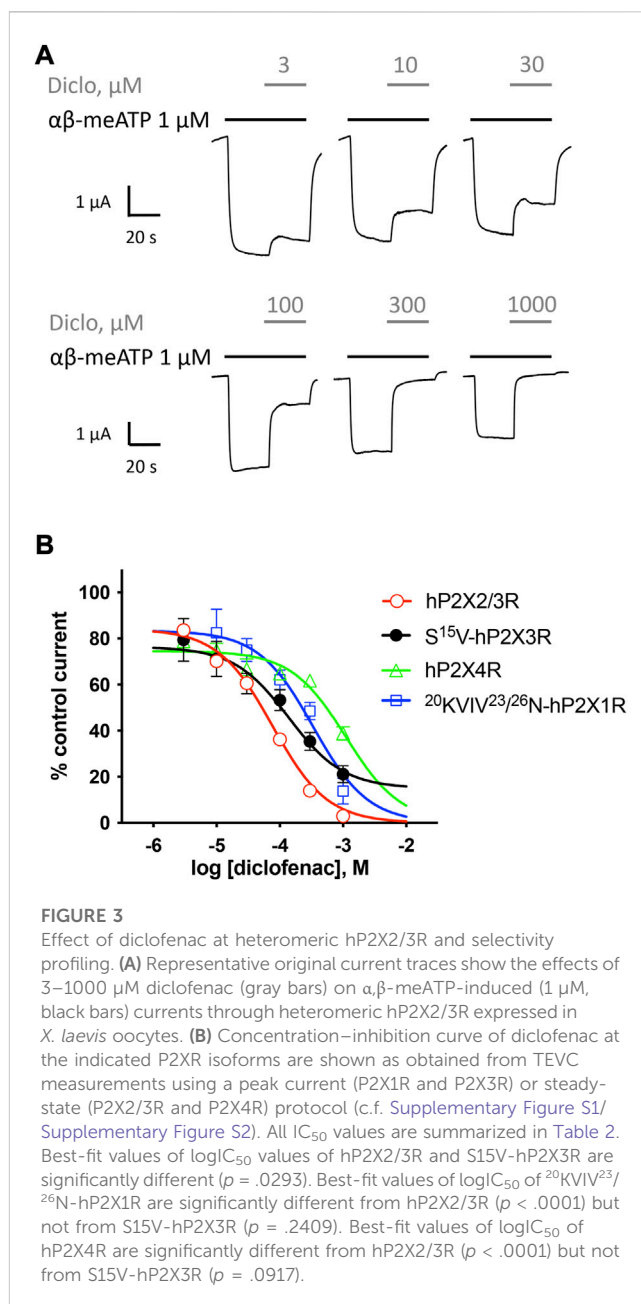 A
3 10 30
Diclo, µM
αβ-meATP 1 µM
1 µA
20 s
100 300 1000
Diclo, µM
αβ-meATP 1 µM
1 µA
20 s
B
100
80
60
40
20
0
% control current
-6 -5 -4 -3 -2
log [diclofenac], M
hP2X2/3R
S¹⁵V-hP2X3R
hP2X4R
²⁰KVIV²³/²⁶N-hP2X1R
FIGURE 3
Effect of diclofenac at heteromeric hP2X2/3R and selectivity
profiling. (A) Representative original current traces show the effects of
3–1000 µM diclofenac (gray bars) on α,β-meATP-induced (1 µM,
black bars) currents through heteromeric hP2X2/3R expressed in
X. laevis oocytes. (B) Concentration–inhibition curve of diclofenac at
the indicated P2XR isoforms are shown as obtained from TEVC
measurements using a peak current (P2X1R and P2X3R) or steady-
state (P2X2/3R and P2X4R) protocol (c.f. Supplementary Figure S1/
Supplementary Figure S2). All IC₅₀ values are summarized in Table 2.
Best-fit values of logIC₅₀ values of hP2X2/3R and S15V-hP2X3R are
significantly different (p = .0293). Best-fit values of logIC₅₀ of ²⁰KVIV²³/
²⁶N-hP2X1R are significantly different from hP2X2/3R (p < .0001) but
not from S15V-hP2X3R (p = .2409). Best-fit values of logIC₅₀ of
hP2X4R are significantly different from hP2X2/3R (p < .0001) but not
from S15V-hP2X3R (p = .0917).